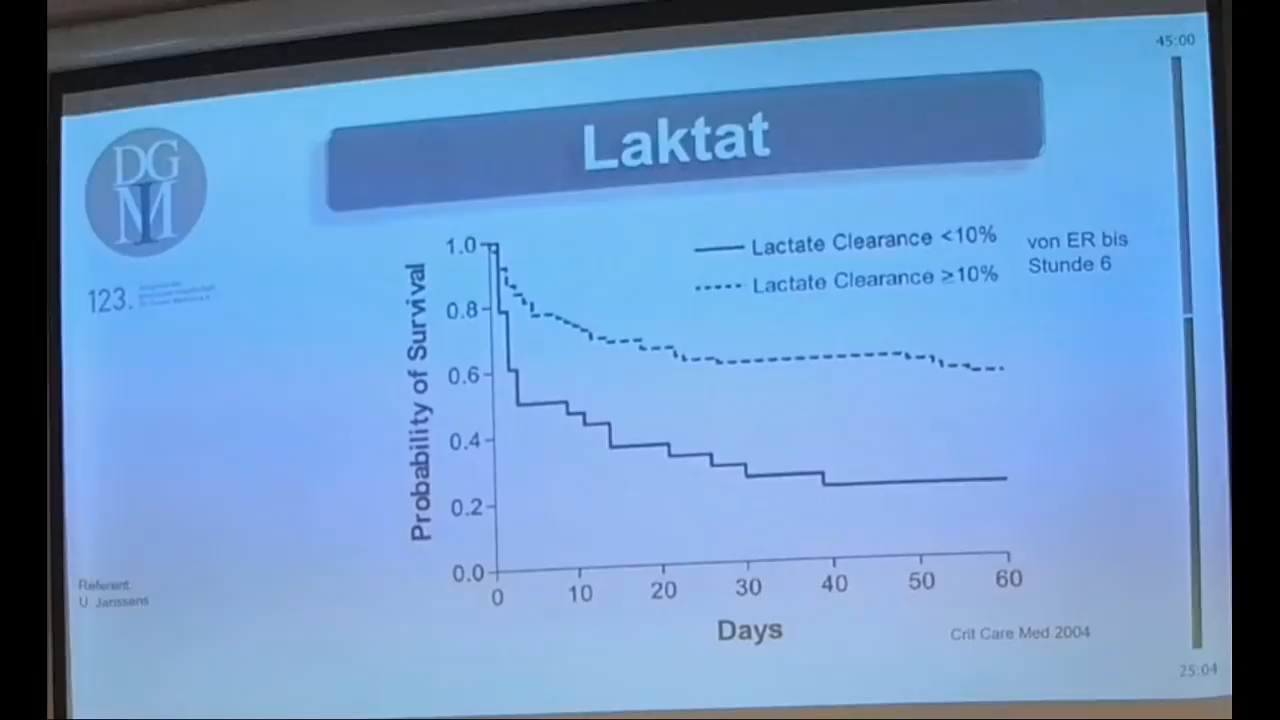 45:00
Laktat
DG
IM
123.
Lactate Clearance <10%
Lactate Clearance ≥10%
von ER bis
Stunde 6
Probability of Survival
1.0
0.8
0.6
0.4
0.2
0.0
0 10 20 30 40 50 60
Days
Crit Care Med 2004
Referent:
U. Janssens
25:04